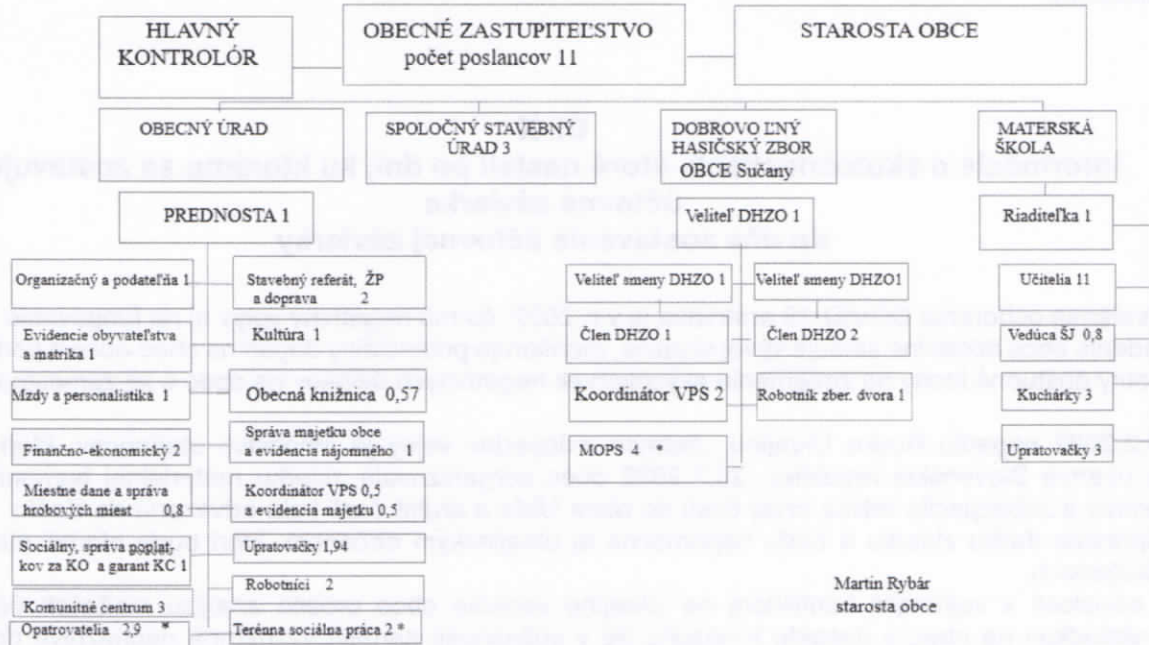 HLAVNÝ
KONTROLÓR
OBECNÉ ZASTUPITEĽSTVO
počet poslancov 11
STAROSTA OBCE
OBECNÝ ÚRAD
SPOLOČNÝ STAVEBNÝ
ÚRAD 3
DOBROVO ĽNÝ
HASIČSKÝ ZBOR
OBCE Sučany
MATERSKÁ
ŠKOLA
PREDNOSTA 1
Veliteľ DHZO 1
Riaditeľka 1
Organizačný a podateľňa 1
Stavebný referát, ŽP
a doprava 2
Veliteľ smeny DHZO 1
Veliteľ smeny DHZO1
Učitelia 11
Evidencie obyvateľstva
a matrika 1
Kultúra 1
Člen DHZO 1
Člen DHZO 2
Vedúca ŠJ 0,8
Mzdy a personalistika 1
Obecná knižnica 0,57
Koordinátor VPS 2
Robotník zber. dvora 1
Kuchárky 3
Finančno-ekonomický 2
Správa majetku obce
a evidencia nájomného 1
MOPS 4
Upratovačky 3
Miestne dane a správa
hrobových miest 0,8
Koordinátor VPS 0,5
a evidencia majetku 0,5
Sociálny, správa poplat-
kov za KO a garant KC 1
Upratovačky 1,94
Komunitné centrum 3
Robotníci 2
Opatrovatelia 2,9 *
Terénna sociálna práca 2 *
Martin Rybár
starosta obce